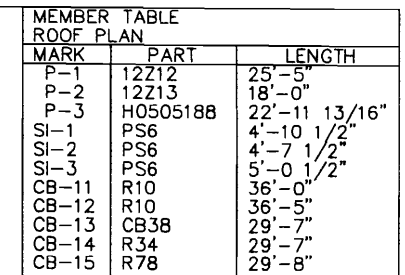 MEMBER TABLE
ROOF PLAN
MARK PART LENGTH
P-1 12Z12 25'-5"
P-2 12Z13 18'-0"
P-3 H0505188 22'-11 13/16"
SI-1 PS6 4'-10 1/2"
SI-2 PS6 4'-7 1/2"
SI-3 PS6 5'-0 1/2"
CB-11 R10 36'-0"
CB-12 R10 36'-5"
CB-13 CB38 29'-7"
CB-14 R34 29'-7"
CB-15 R78 29'-8"